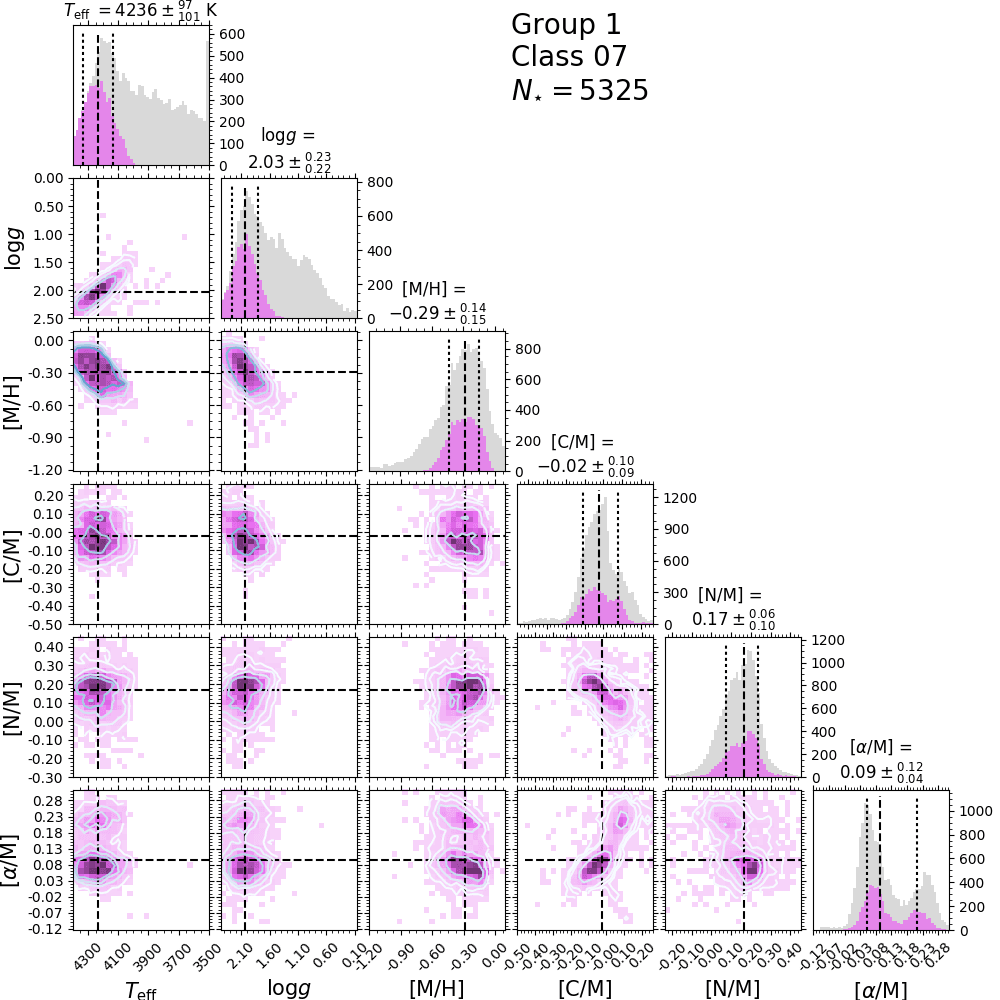 T_eff = 4236 ± 97 101 K
Group 1
Class 07
N⋆ = 5325
600
500
400
300
200
100
0
log g =
2.03 ± 0.23 0.22
0.00
0.50
1.00
1.50
2.00
2.50
log g
800
600
400
200
0
[M/H] =
−0.29 ± 0.14 0.15
0.00
-0.30
-0.60
-0.90
-1.20
[M/H]
800
600
400
200
0
[C/M] =
−0.02 ± 0.10 0.09
0.20
0.10
-0.00
-0.10
-0.20
-0.30
-0.40
-0.50
[C/M]
1200
900
600
300
0
[N/M] =
0.17 ± 0.06 0.10
0.40
0.30
0.20
0.10
0.00
-0.10
-0.20
-0.30
[N/M]
1200
1000
800
600
400
200
0
[α/M] =
0.09 ± 0.12 0.04
0.28
0.23
0.18
0.13
0.08
0.03
-0.02
-0.07
-0.12
[α/M]
1000
800
600
400
200
0
4300 4100 3900 3700 3500
2.10 1.60 1.10 0.60 0.10
-1.20 -0.90 -0.60 -0.30 0.00
-0.50 -0.40 -0.30 -0.20 -0.10 -0.00 0.10 0.20
-0.20 -0.10 0.00 0.10 0.20 0.30 0.40
-0.12 -0.07 -0.02 0.03 0.08 0.13 0.18 0.23 0.28
T_eff log g [M/H] [C/M] [N/M] [α/M]